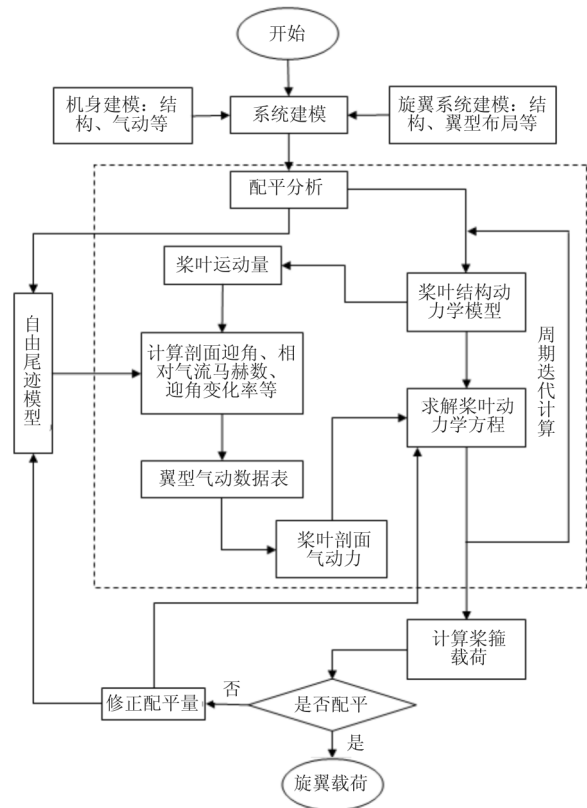 开始
机身建模：结
构、气动等
系统建模
旋翼系统建模：结
构、翼型布局等
配平分析
桨叶运动量
桨叶结构动
力学模型
自由尾迹模型
计算剖面迎角、相
对气流马赫数、
迎角变化率等
周期迭代计算
求解桨叶动
力学方程
翼型气动数据表
桨叶剖面
气动力
计算桨箍
载荷
修正配平量
否
是否配平
是
旋翼载荷